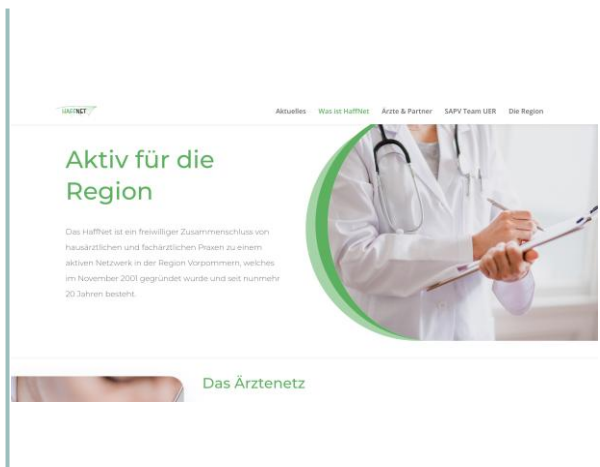 HAFFNET
Aktuelles Was ist HaffNet Ärzte & Partner SAPV Team UER Die Region
Aktiv für die
Region
Das HaffNet ist ein freiwilliger Zusammenschluss von
hausärztlichen und fachärztlichen Praxen zu einem
aktiven Netzwerk in der Region Vorpommern, welches
im November 2001 gegründet wurde und seit nunmehr
20 Jahren besteht.
Das Ärztenetz